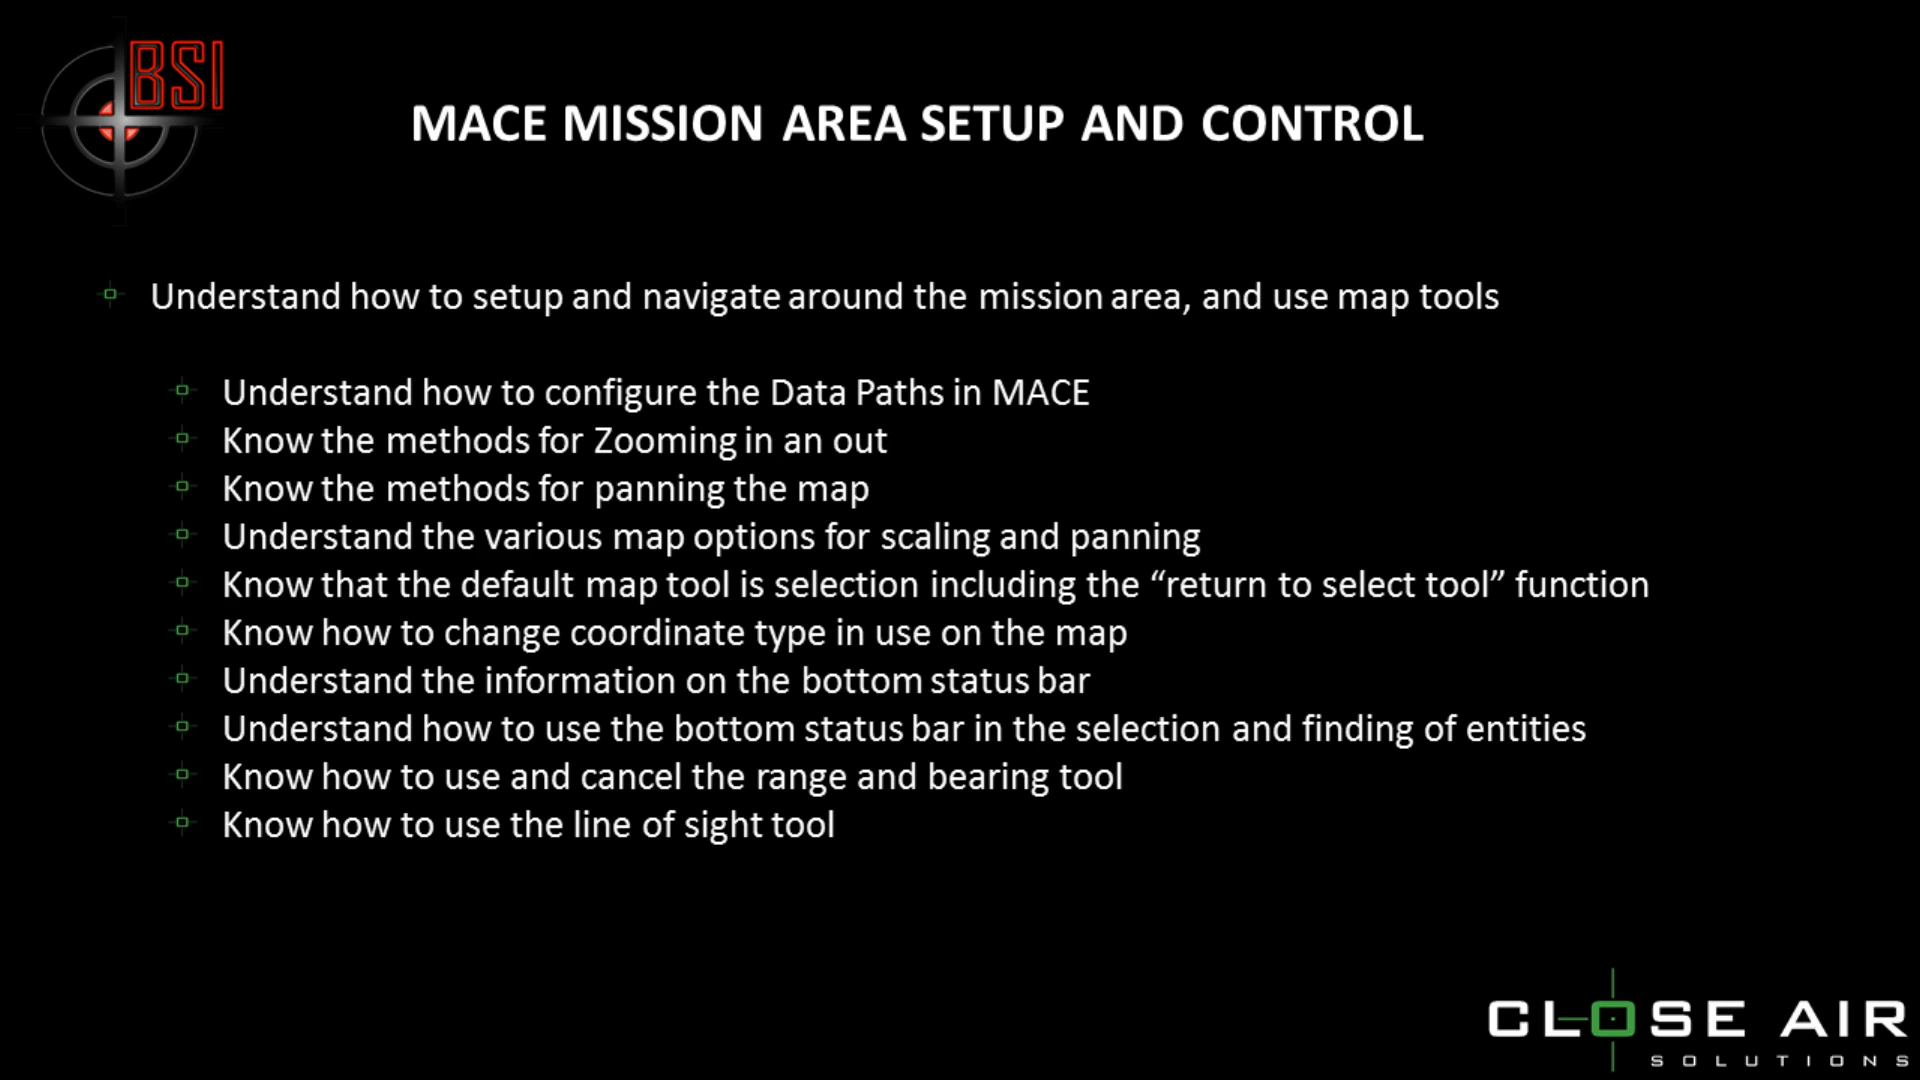 BSI
MACE MISSION AREA SETUP AND CONTROL
Understand how to setup and navigate around the mission area, and use map tools
Understand how to configure the Data Paths in MACE
Know the methods for Zooming in an out
Know the methods for panning the map
Understand the various map options for scaling and panning
Know that the default map tool is selection including the “return to select tool” function
Know how to change coordinate type in use on the map
Understand the information on the bottom status bar
Understand how to use the bottom status bar in the selection and finding of entities
Know how to use and cancel the range and bearing tool
Know how to use the line of sight tool
CLOSE AIR
SOLUTIONS